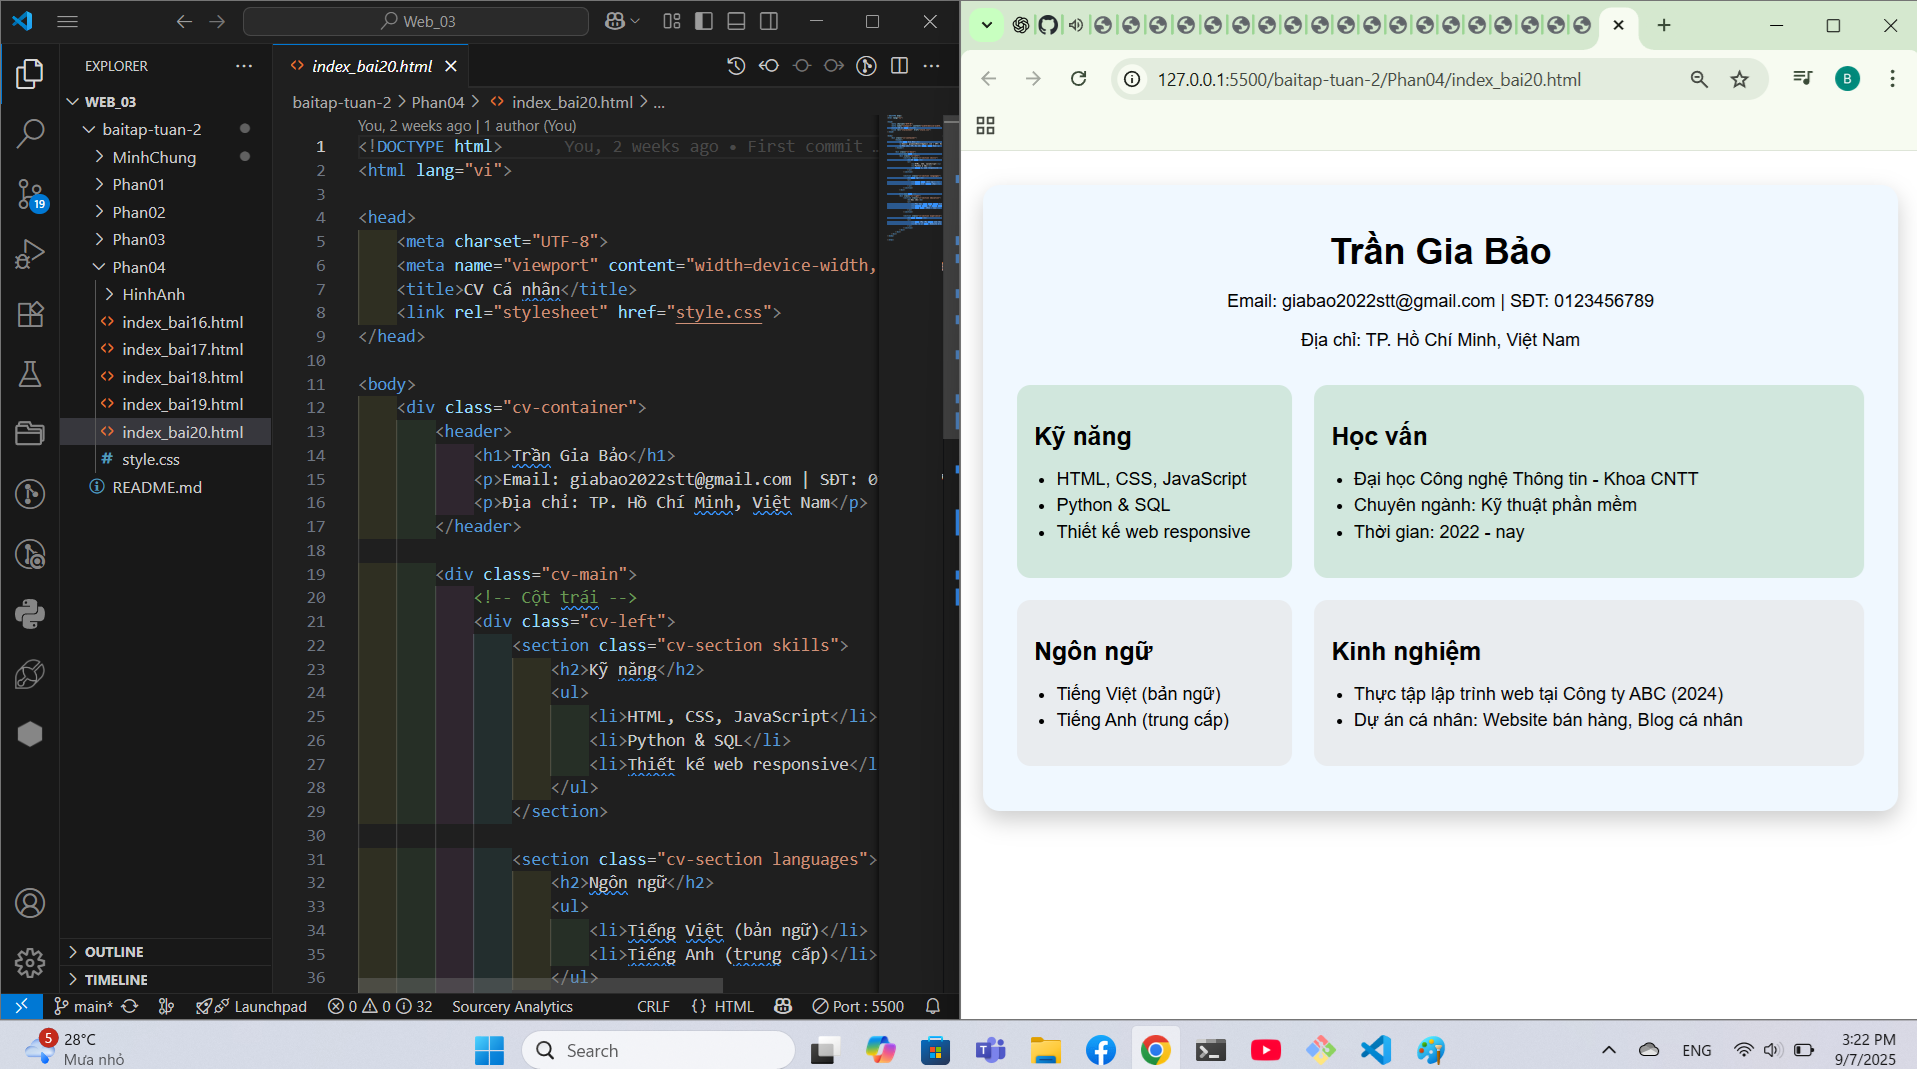 Web_03
EXPLORER
WEB_03
baitap-tuan-2
MinhChung
Phan01
Phan02
Phan03
Phan04
HinhAnh
index_bai16.html
index_bai17.html
index_bai18.html
index_bai19.html
index_bai20.html
style.css
README.md
OUTLINE
TIMELINE
19
index_bai20.html
baitap-tuan-2 > Phan04 > index_bai20.html > ...
You, 2 weeks ago | 1 author (You)
1 <!DOCTYPE html> You, 2 weeks ago • First commit …
2 <html lang="vi">
3
4 <head>
5 <meta charset="UTF-8">
6 <meta name="viewport" content="width=device-width,
7 <title>CV Cá nhân</title>
8 <link rel="stylesheet" href="style.css">
9 </head>
10
11 <body>
12 <div class="cv-container">
13 <header>
14 <h1>Trần Gia Bảo</h1>
15 <p>Email: giabao2022stt@gmail.com | SĐT: 0
16 <p>Địa chỉ: TP. Hồ Chí Minh, Việt Nam</p>
17 </header>
18
19 <div class="cv-main">
20 <!-- Cột trái -->
21 <div class="cv-left">
22 <section class="cv-section skills">
23 <h2>Kỹ năng</h2>
24 <ul>
25 <li>HTML, CSS, JavaScript</li>
26 <li>Python & SQL</li>
27 <li>Thiết kế web responsive</l
28 </ul>
29 </section>
30
31 <section class="cv-section languages">
32 <h2>Ngôn ngữ</h2>
33 <ul>
34 <li>Tiếng Việt (bản ngữ)</li>
35 <li>Tiếng Anh (trung cấp)</li>
36 </ul>
main* Launchpad 0 0 32 Sourcery Analytics CRLF {} HTML Port : 5500
127.0.0.1:5500/baitap-tuan-2/Phan04/index_bai20.html
B
Trần Gia Bảo
Email: giabao2022stt@gmail.com | SĐT: 0123456789
Địa chỉ: TP. Hồ Chí Minh, Việt Nam
Kỹ năng
• HTML, CSS, JavaScript
• Python & SQL
• Thiết kế web responsive
Học vấn
• Đại học Công nghệ Thông tin - Khoa CNTT
• Chuyên ngành: Kỹ thuật phần mềm
• Thời gian: 2022 - nay
Ngôn ngữ
• Tiếng Việt (bản ngữ)
• Tiếng Anh (trung cấp)
Kinh nghiệm
• Thực tập lập trình web tại Công ty ABC (2024)
• Dự án cá nhân: Website bán hàng, Blog cá nhân
5
28°C
Mưa nhỏ
Search
ENG
3:22 PM
9/7/2025